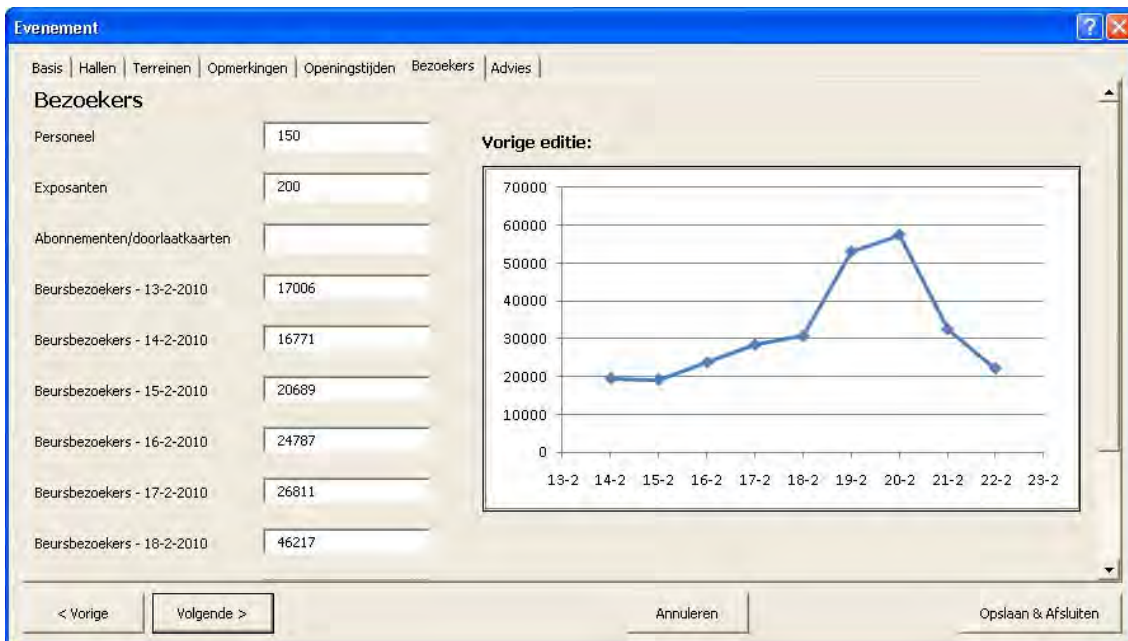 Evenement
Basis Hallen Terreinen Opmerkingen Openingstijden Bezoekers Advies
Bezoekers
Personeel 150
Exposanten 200
Abonnementen/doorlaatkaarten
Beursbezoekers - 13-2-2010 17006
Beursbezoekers - 14-2-2010 16771
Beursbezoekers - 15-2-2010 20689
Beursbezoekers - 16-2-2010 24787
Beursbezoekers - 17-2-2010 26811
Beursbezoekers - 18-2-2010 46217
Vorige editie:
70000
60000
50000
40000
30000
20000
10000
0
13-2 14-2 15-2 16-2 17-2 18-2 19-2 20-2 21-2 22-2 23-2
< Vorige Volgende > Annuleren Opslaan & Afsluiten